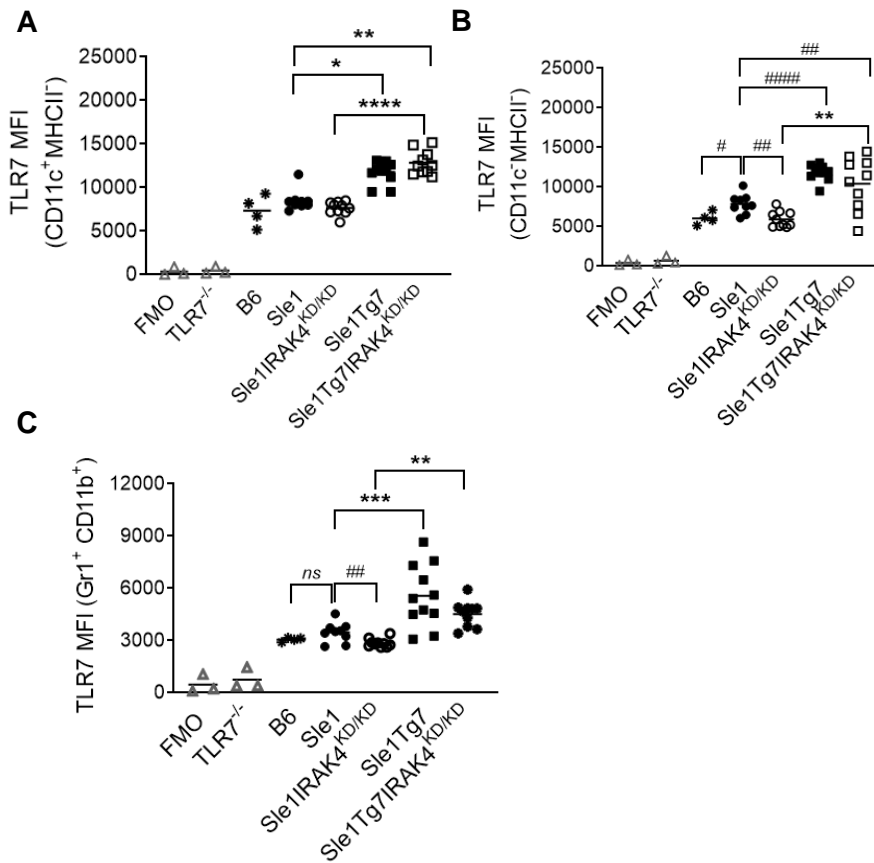 A
TLR7 MFI
(CD11c⁺MHCII⁻)
25000
20000
15000
10000
5000
0
**
*
****
FMO
TLR7⁻/⁻
B6
Sle1
Sle1IRAK4ᴷᴰ/ᴷᴰ
Sle1Tg7
Sle1Tg7IRAK4ᴷᴰ/ᴷᴰ
B
TLR7 MFI
(CD11c⁻MHCII⁻)
25000
20000
15000
10000
5000
0
##
####
**
#
##
FMO
TLR7⁻/⁻
B6
Sle1
Sle1IRAK4ᴷᴰ/ᴷᴰ
Sle1Tg7
Sle1Tg7IRAK4ᴷᴰ/ᴷᴰ
C
TLR7 MFI (Gr1⁺ CD11b⁺)
12000
9000
6000
3000
0
**
***
ns
##
FMO
TLR7⁻/⁻
B6
Sle1
Sle1IRAK4ᴷᴰ/ᴷᴰ
Sle1Tg7
Sle1Tg7IRAK4ᴷᴰ/ᴷᴰ